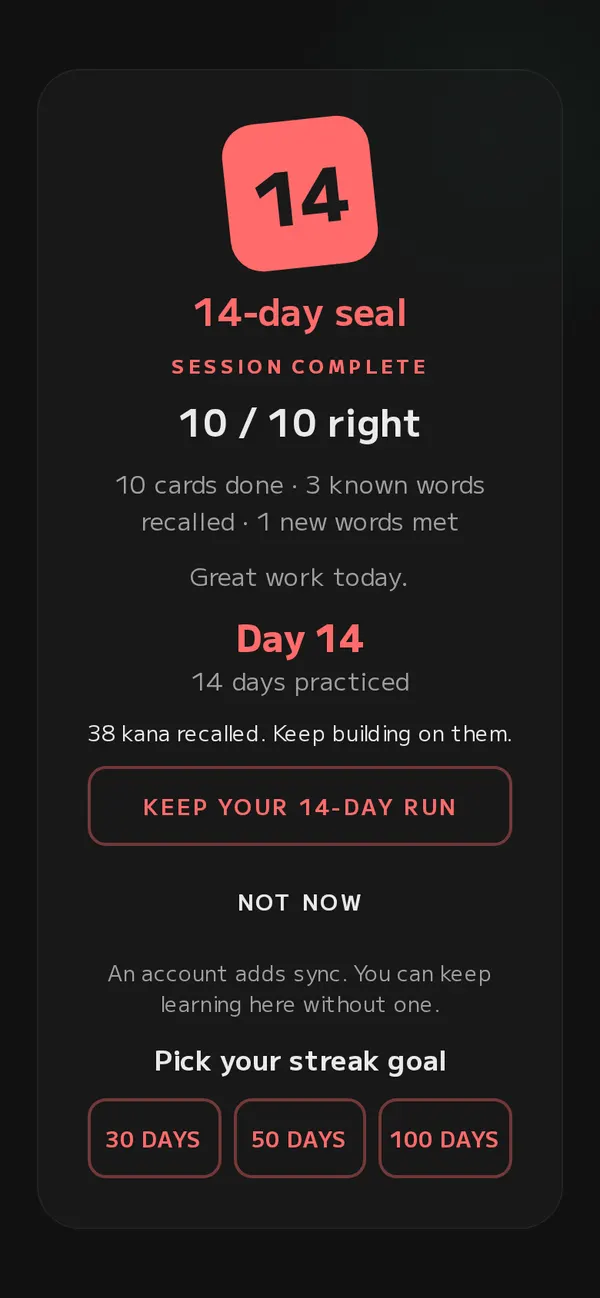 14
14-day seal
SESSION COMPLETE
10 / 10 right
10 cards done · 3 known words
recalled · 1 new words met
Great work today.
Day 14
14 days practiced
38 kana recalled. Keep building on them.
KEEP YOUR 14-DAY RUN
NOT NOW
An account adds sync. You can keep
learning here without one.
Pick your streak goal
30 DAYS 50 DAYS 100 DAYS